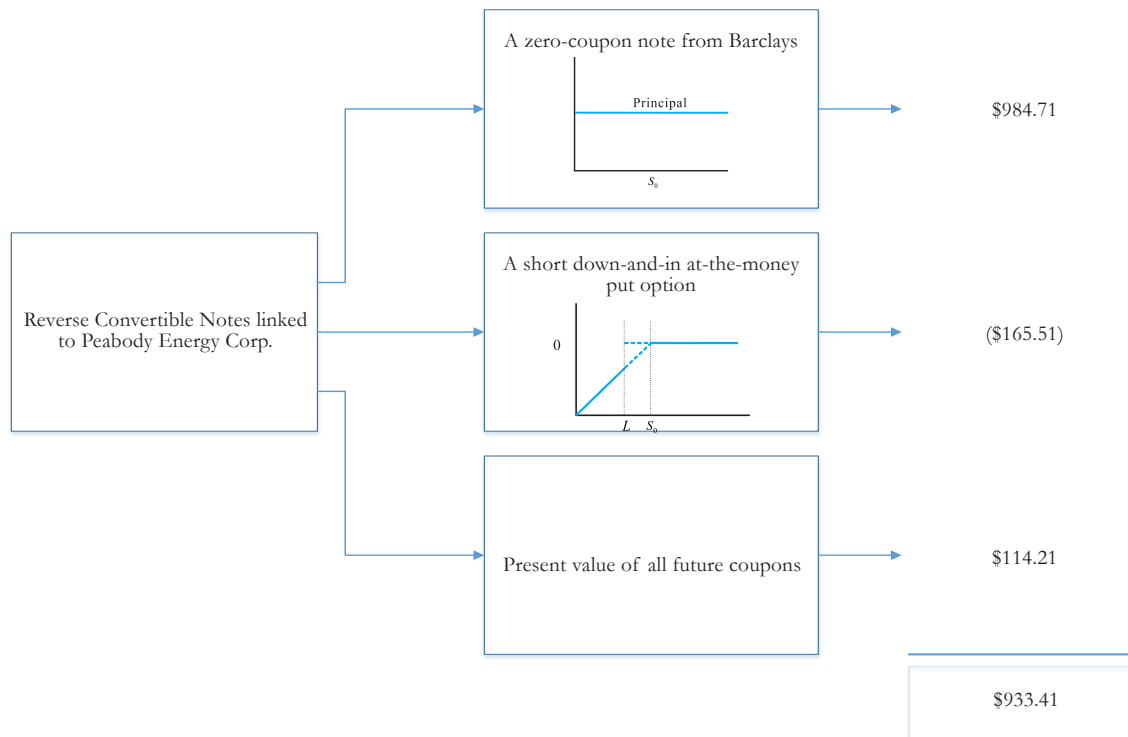 A zero-coupon note from Barclays
Principal
S₀
$984.71
Reverse Convertible Notes linked
to Peabody Energy Corp.
A short down-and-in at-the-money
put option
0
L S₀
($165.51)
Present value of all future coupons
$114.21
$933.41